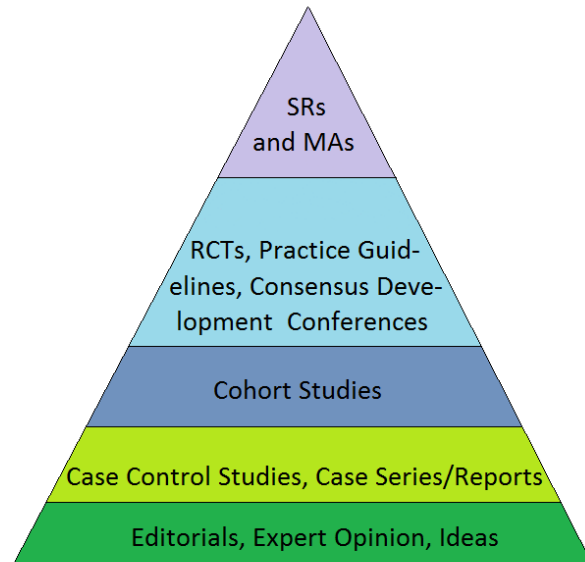 SRs
and MAs
RCTs, Practice Guid-
elines, Consensus Deve-
lopment Conferences
Cohort Studies
Case Control Studies, Case Series/Reports
Editorials, Expert Opinion, Ideas